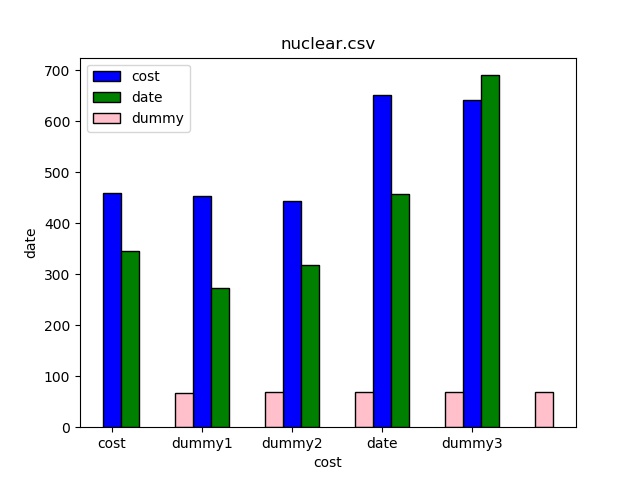 nuclear.csv
cost
date
dummy
700
600
500
400
300
200
100
0
date
cost dummy1 dummy2 date dummy3
cost